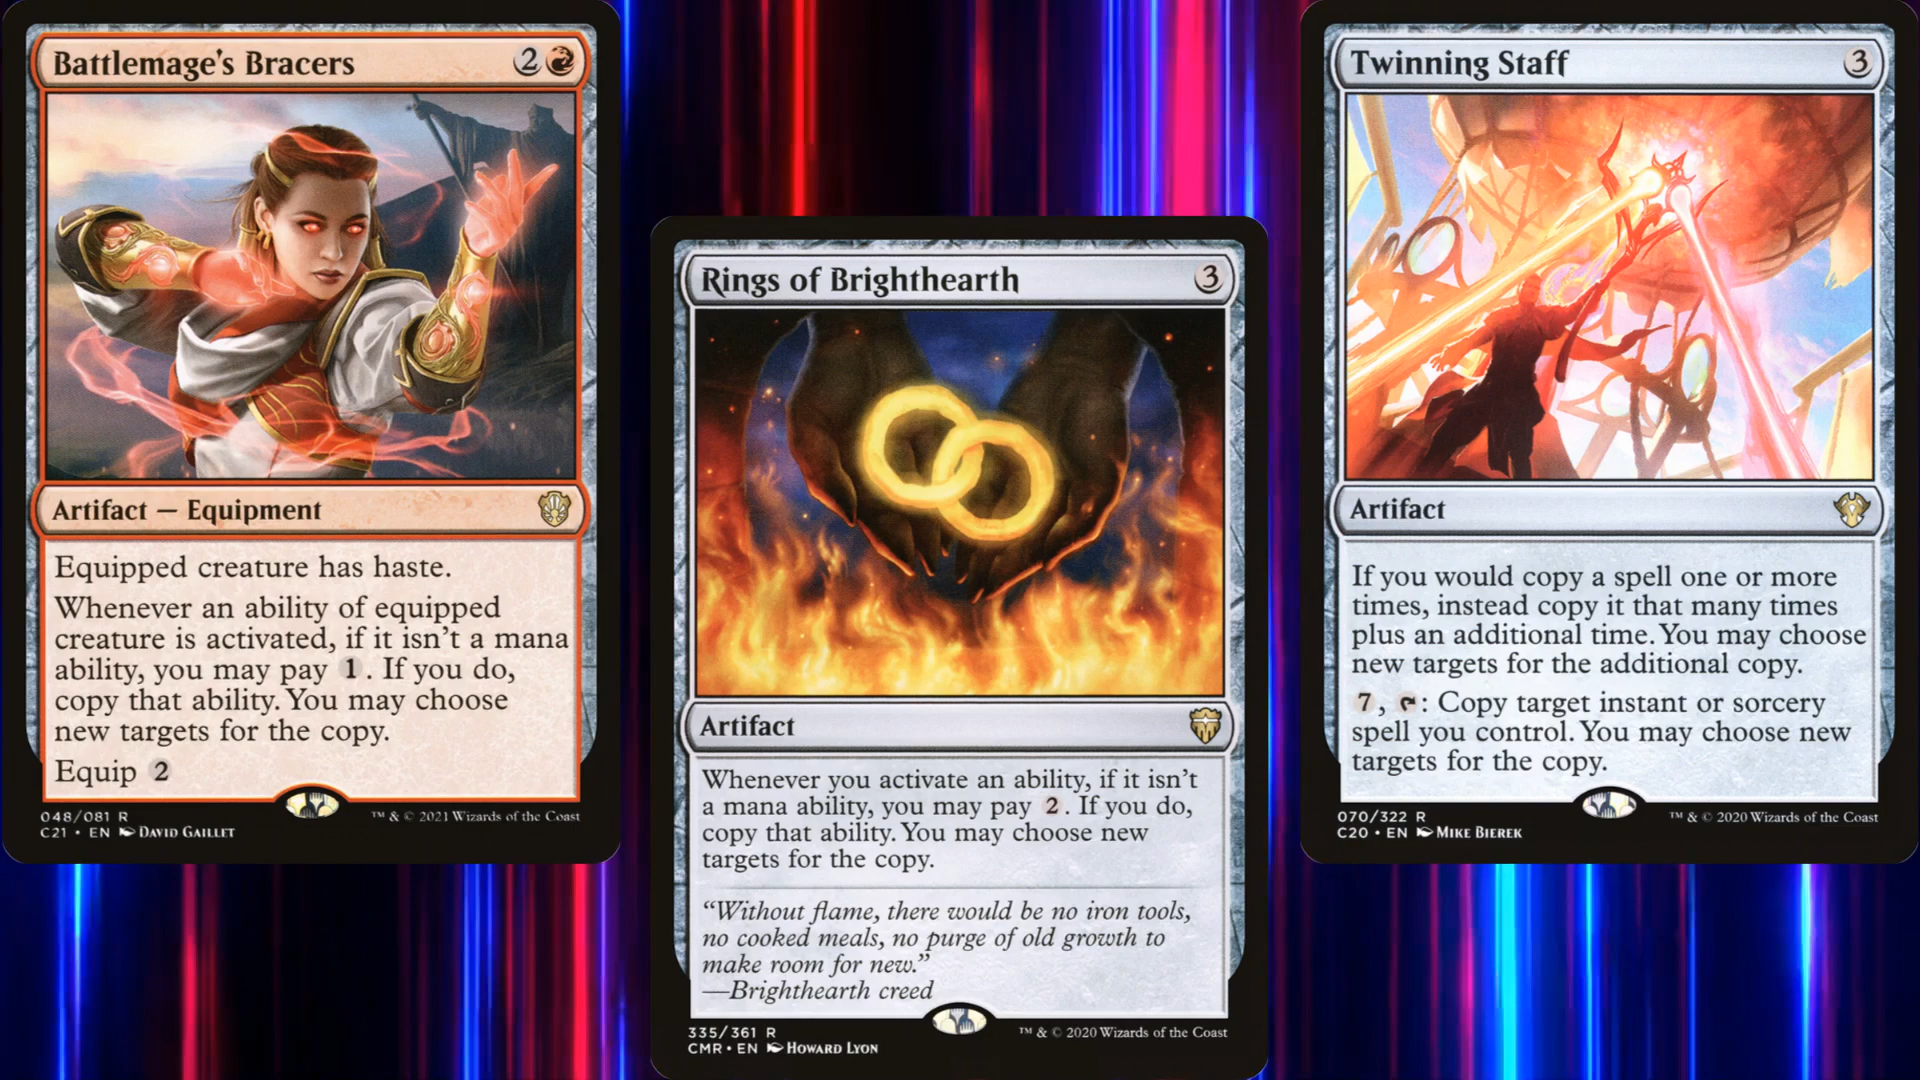 Battlemage's Bracers 2
Artifact — Equipment
Equipped creature has haste.
Whenever an ability of equipped
creature is activated, if it isn't a mana
ability, you may pay 1. If you do,
copy that ability. You may choose
new targets for the copy.
Equip 2
048/081 R
C21 • EN DAVID GAILLET
™ & © 2021 Wizards of the Coast
Rings of Brighthearth 3
Artifact
Whenever you activate an ability, if it isn't
a mana ability, you may pay 2. If you do,
copy that ability. You may choose new
targets for the copy.
“Without flame, there would be no iron tools,
no cooked meals, no purge of old growth to
make room for new.”
—Brighthearth creed
335/361 R
CMR • EN HOWARD LYON
™ & © 2020 Wizards of the Coast
Twinning Staff 3
Artifact
If you would copy a spell one or more
times, instead copy it that many times
plus an additional time. You may choose
new targets for the additional copy.
7, : Copy target instant or sorcery
spell you control. You may choose new
targets for the copy.
070/322 R
C20 • EN MIKE BIEREK
™ & © 2020 Wizards of the Coast